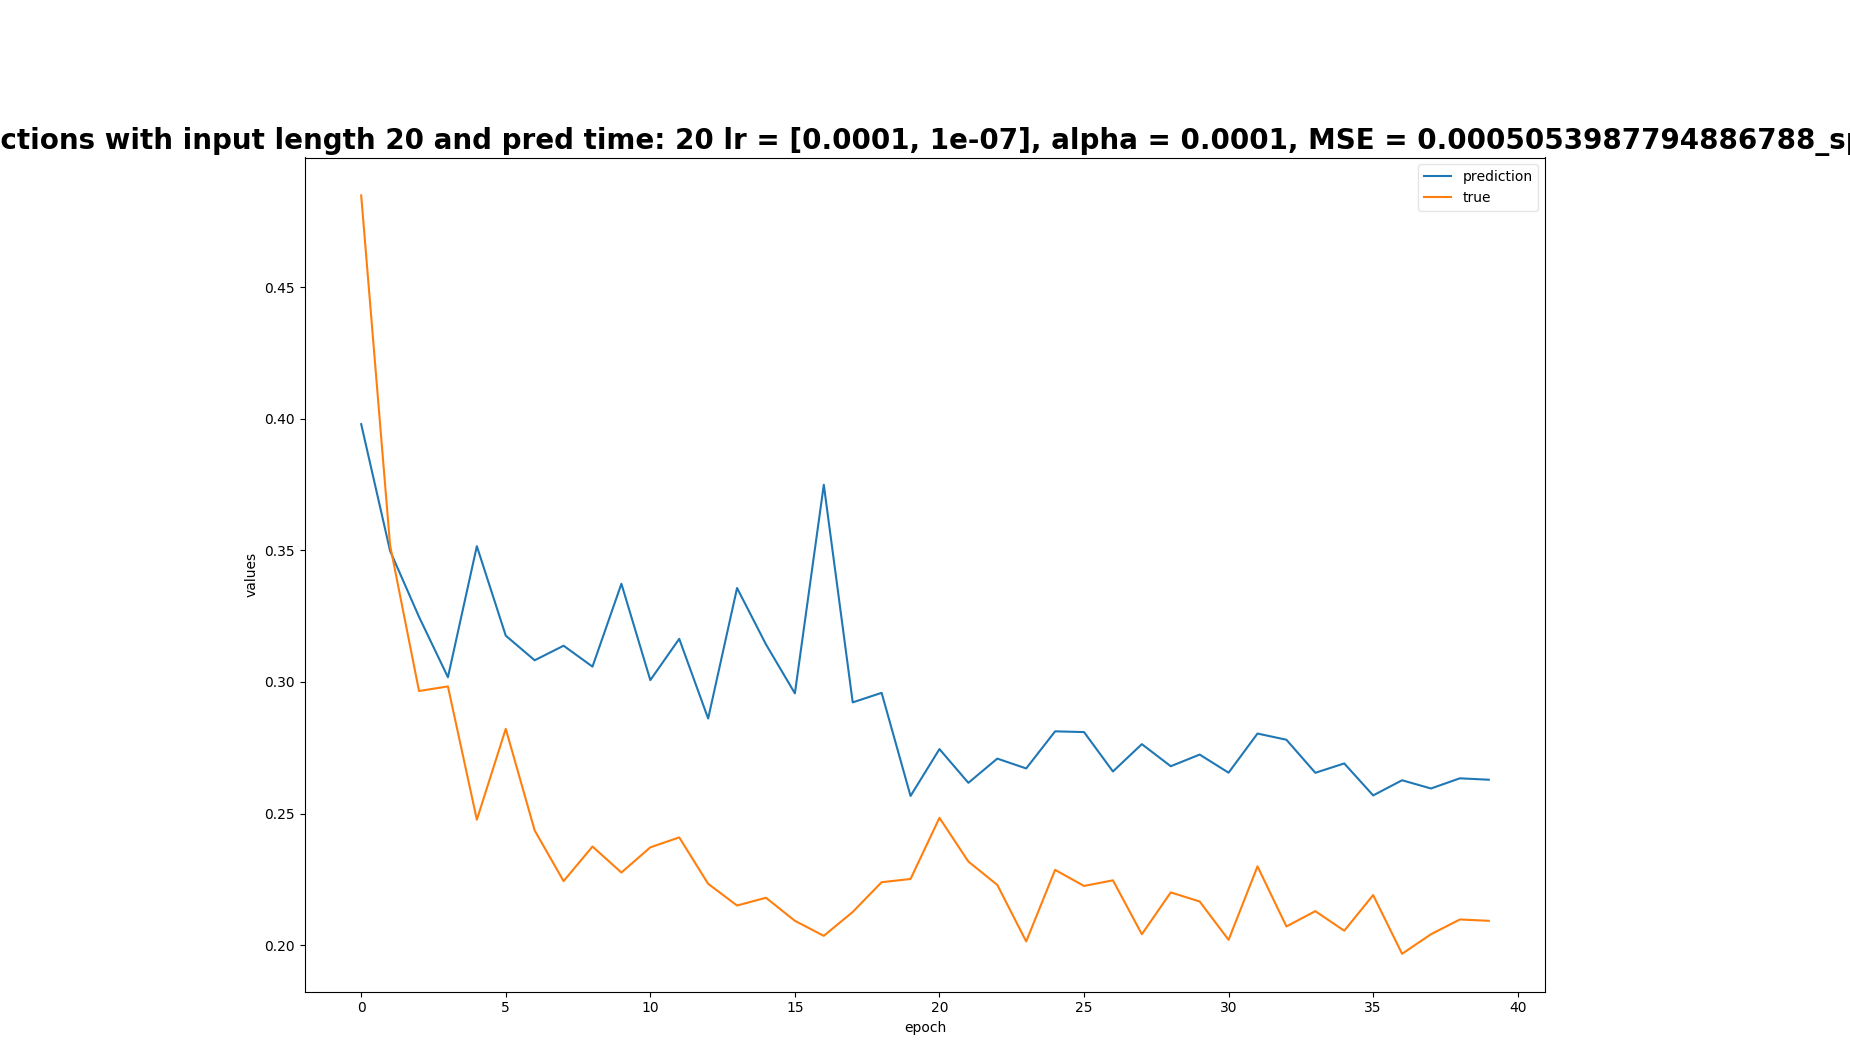 ctions with input length 20 and pred time: 20 lr = [0.0001, 1e-07], alpha = 0.0001, MSE = 0.0005053987794886788_sp
prediction
true
0.45
0.40
0.35
0.30
0.25
0.20
values
0 5 10 15 20 25 30 35 40
epoch